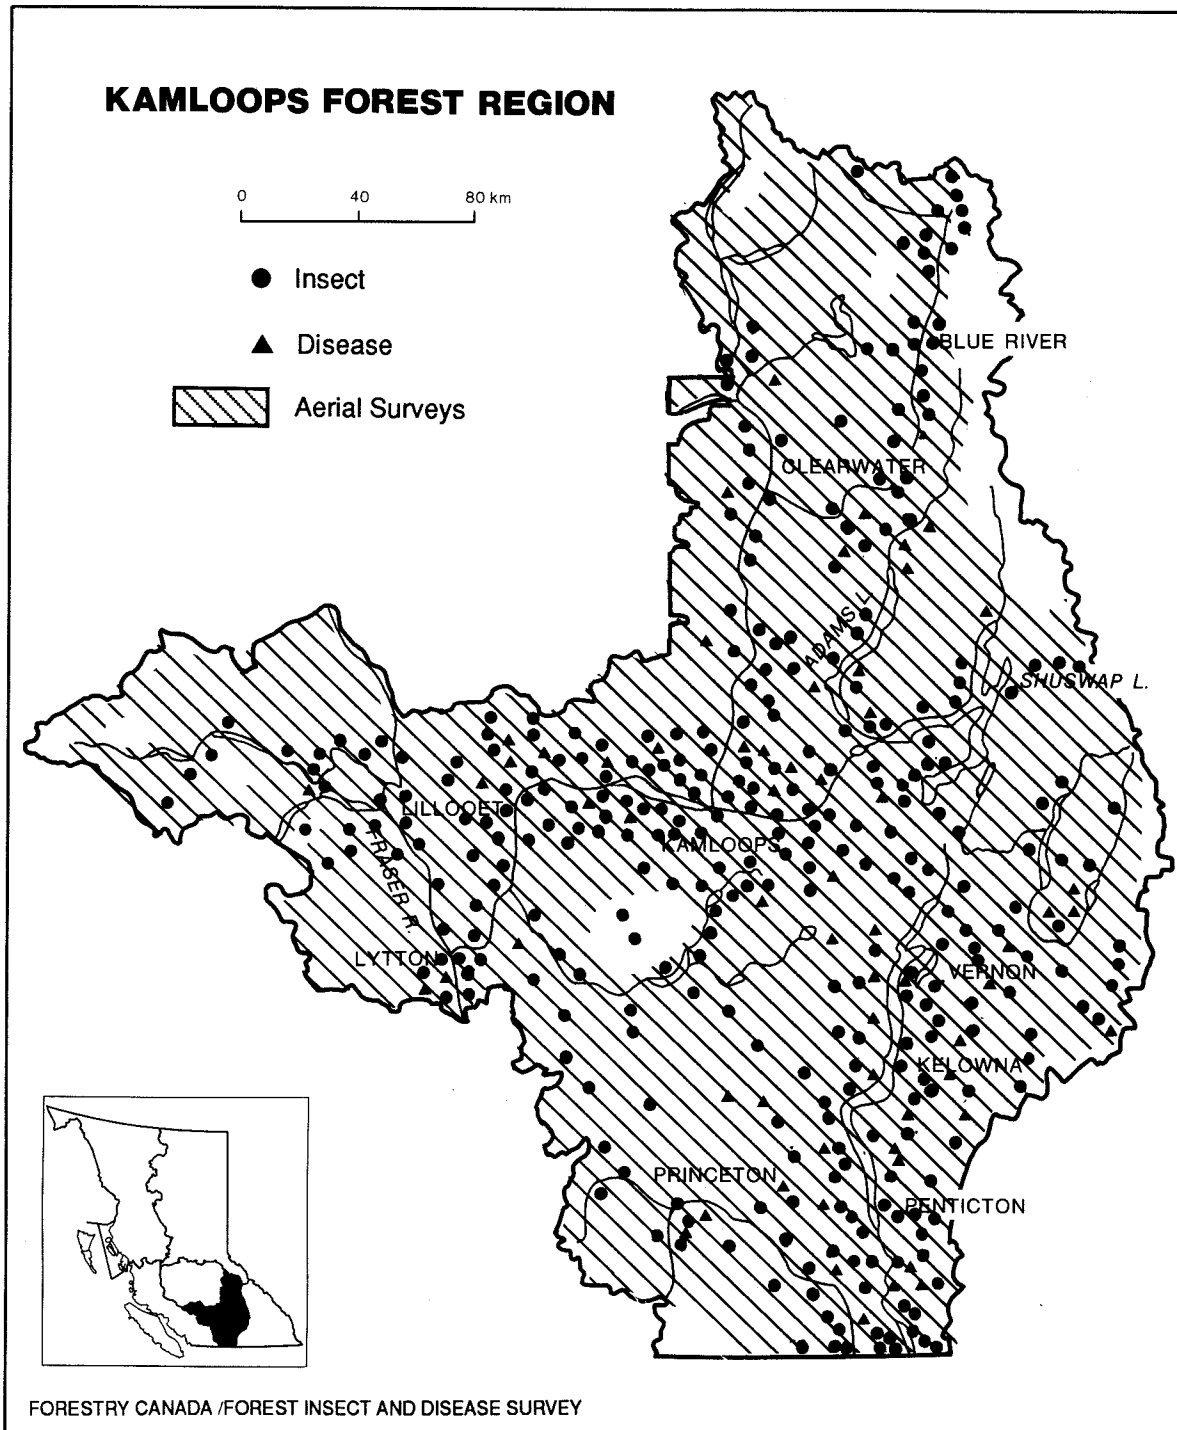 KAMLOOPS FOREST REGION
0 40 80 km
Insect
Disease
Aerial Surveys
BLUE RIVER
CLEARWATER
ADAMS L.
SHUSWAP L.
LILLOOET
KAMLOOPS
FRASER R.
LYTTON
VERNON
KELOWNA
PRINCETON
PENTICTON
FORESTRY CANADA /FOREST INSECT AND DISEASE SURVEY